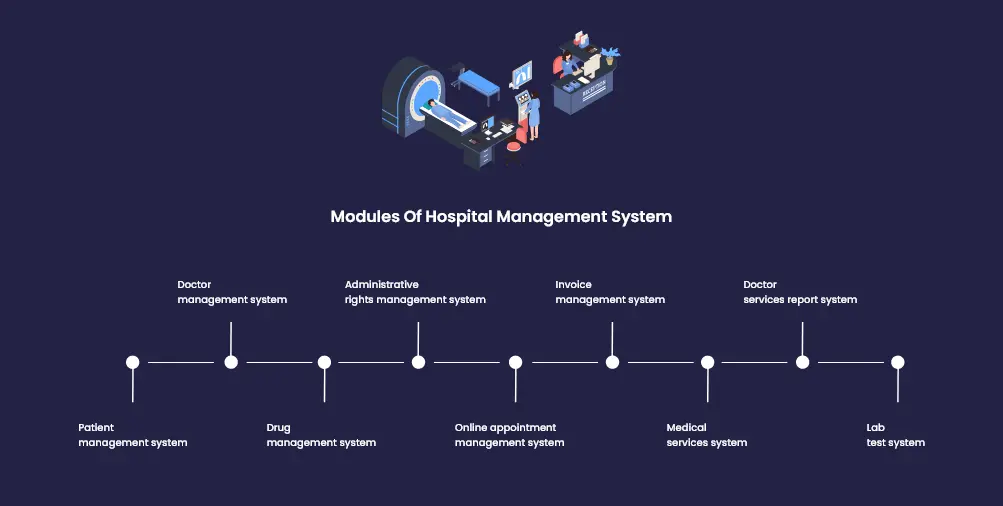 RECEPTION
Modules Of Hospital Management System
Doctor
management system
Administrative
rights management system
Invoice
management system
Doctor
services report system
Patient
management system
Drug
management system
Online appointment
management system
Medical
services system
Lab
test system